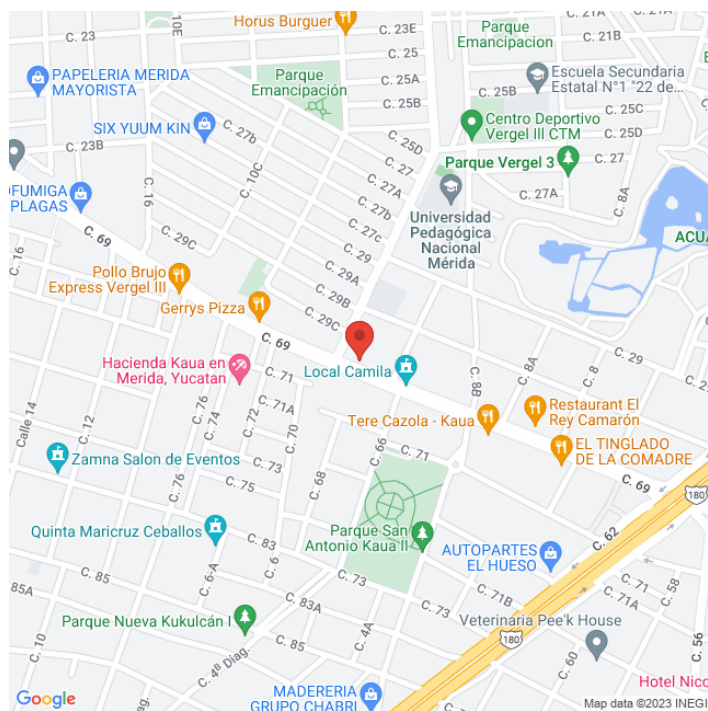 10E
C. 23
Horus Burguer
C. 23E
C. 25
C. 21A
C. 21B
Parque
Emancipacion
PAPELERIA MERIDA
MAYORISTA
C. 25A
C. 25B
Parque
Emancipación
C. 25B
Escuela Secundaria
Estatal N°1 "22 de...
C. 25C
SIX YUUM KIN
C. 27b
C. 25D
Centro Deportivo
Vergel III CTM
C. 25D
C. 23B
C. 10C
C. 27
Parque Vergel 3
C. 27
C. 27A
C. 27A
C. 8A
OFUMIGA
PLAGAS
C. 16
C. 27b
C. 27c
Universidad
Pedagógica
Nacional
Mérida
C. 69
C. 29C
C. 29
ACUA
C. 16
C. 29A
Pollo Brujo
Express Vergel III
C. 29B
Gerrys Pizza
C. 29C
C. 69
C. 29
Hacienda Kaua en
Merida, Yucatan
C. 71
Local Camila
C. 8A
C. 8
C. 8B
Calle 14
C. 12
C. 76
C. 74
C. 72
C. 71A
C. 70
Tere Cazola - Kaua
Restaurant El
Rey Camarón
EL TINGLADO
DE LA COMADRE
C. 66
C. 71
C. 68
Zamna Salon de Eventos
C. 73
C. 75
C. 76
C. 69
180
Quinta Maricruz Ceballos
C. 83
Parque San
Antonio Kaua II
AUTOPARTES
EL HUESO
C. 62
C. 6-A
C. 6
C. 85
C. 73
C. 71B
C. 71A
C. 58
85A
C. 83A
C. 73
Parque Nueva Kukulcán I
Veterinaria Pee'k House
180
C. 10
C. 85
C. 4A
C. 4B Diag.
C. 60
C. 56
Hotel Nico
MADERERIA
GRUPO CHABRI
Google
Map data ©2023 INEGI